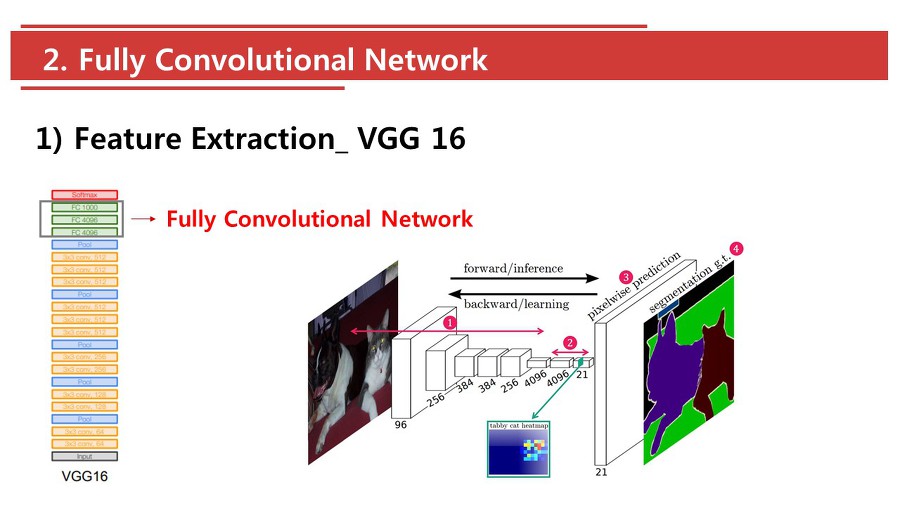 2. Fully Convolutional Network
1) Feature Extraction_ VGG 16
Softmax
FC 1000
FC 4096
FC 4096
Pool
3x3 conv, 512
3x3 conv, 512
3x3 conv, 512
Pool
3x3 conv, 512
3x3 conv, 512
3x3 conv, 512
Pool
3x3 conv, 256
3x3 conv, 256
Pool
3x3 conv, 128
3x3 conv, 128
Pool
3x3 conv, 64
3x3 conv, 64
Input
VGG16
Fully Convolutional Network
forward/inference
backward/learning
1
2
3
pixelwise prediction
4
segmentation g.t.
96
256
384
384
256
4096
4096
21
21
tabby cat heatmap